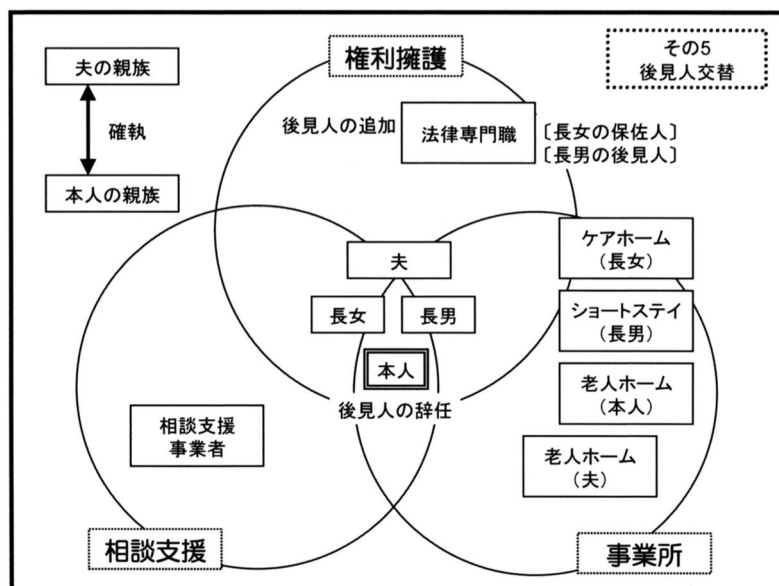 その5
後見人交替
権利擁護
夫の親族
確執
本人の親族
後見人の追加
法律専門職
〔長女の保佐人〕
〔長男の後見人〕
夫
長女
長男
本人
後見人の辞任
ケアホーム
（長女）
ショートステイ
（長男）
老人ホーム
（本人）
老人ホーム
（夫）
相談支援
事業者
相談支援
事業所